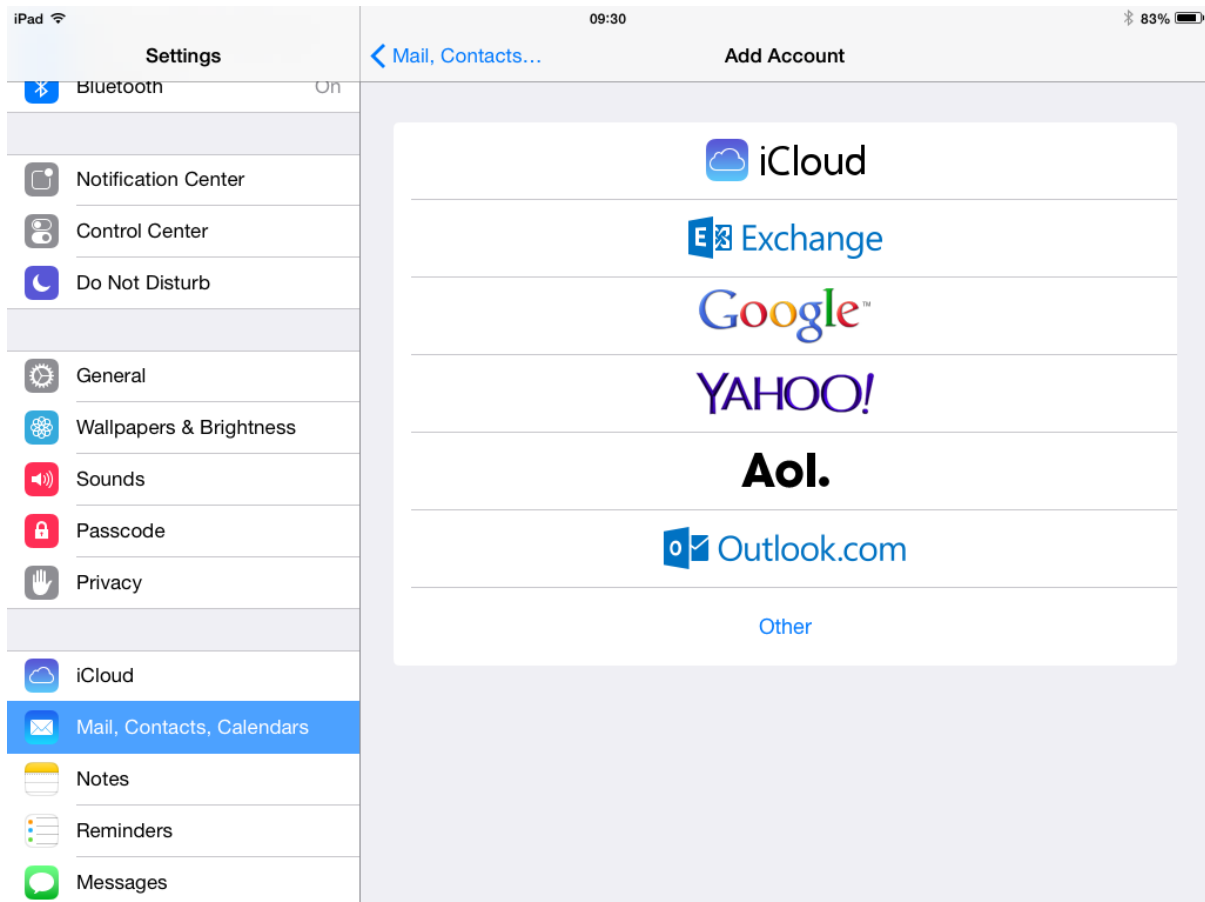 iPad 09:30 83%
Settings
Mail, Contacts... Add Account
Bluetooth On
Notification Center
Control Center
Do Not Disturb
General
Wallpapers & Brightness
Sounds
Passcode
Privacy
iCloud
Mail, Contacts, Calendars
Notes
Reminders
Messages
iCloud
E Exchange
Google™
YAHOO!
Aol.
o Outlook.com
Other